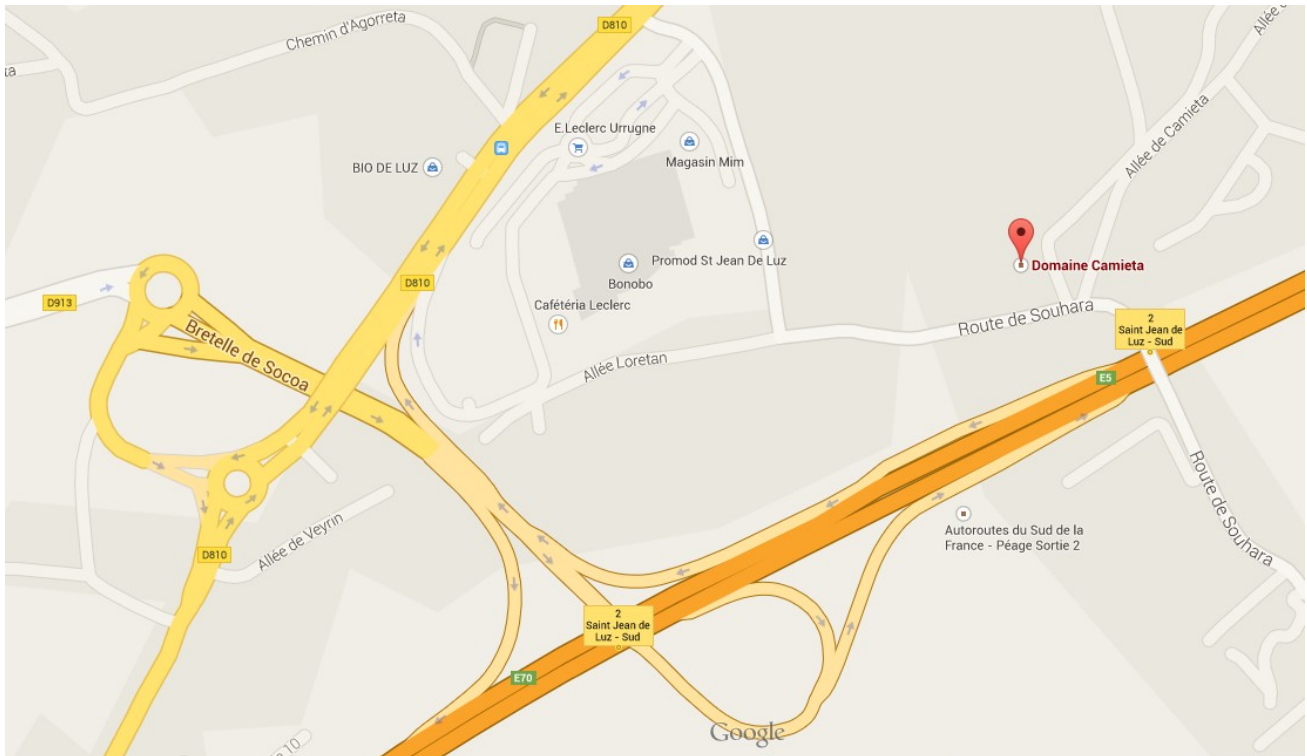 D810
Chemin d'Agorreta
Allée de Camieta
E.Leclerc Urrugne
Magasin Mim
BIO DE LUZ
Promod St Jean De Luz
Domaine Camieta
Bonobo
D810
D913
Cafétéria Leclerc
Bretelle de Socoa
Route de Souhara
2
Saint Jean de
Luz - Sud
Allée Loretan
E5
Route de Souhara
Allée de Veyrin
D810
Autoroutes du Sud de la
France - Péage Sortie 2
2
Saint Jean de
Luz - Sud
E70
Google
10